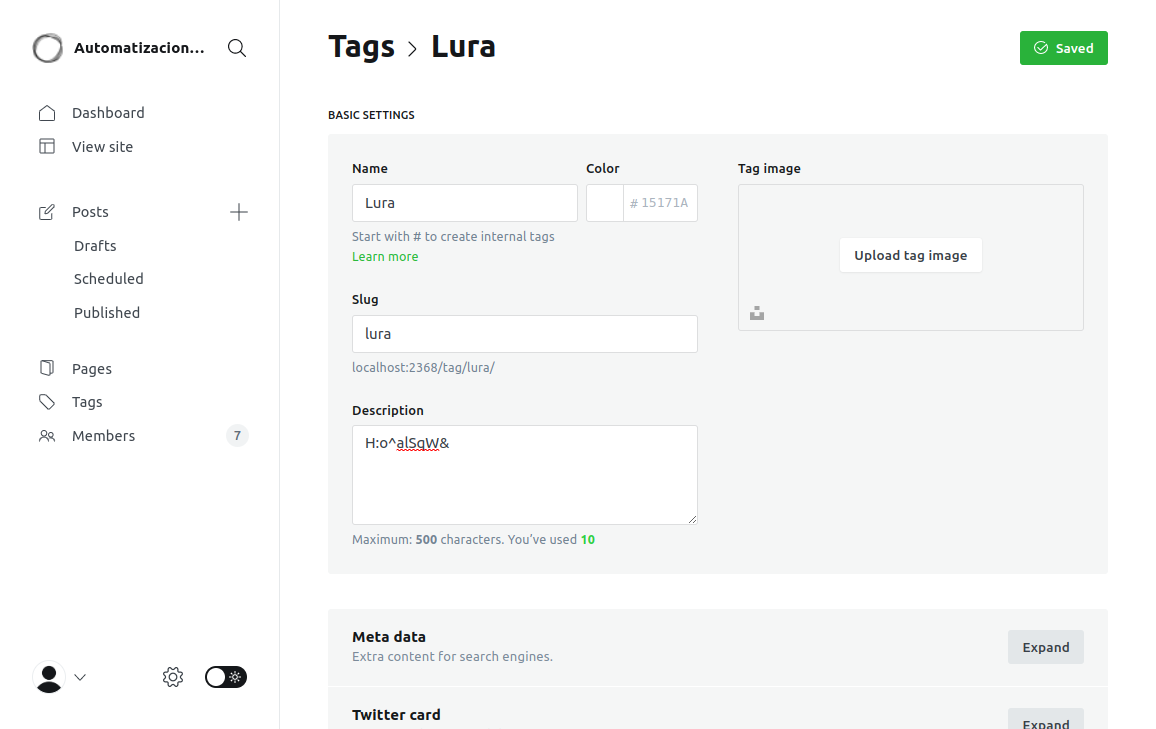 Automatizacion...
Dashboard
View site
Posts
Drafts
Scheduled
Published
Pages
Tags
Members 7
Tags > Lura
Saved
BASIC SETTINGS
Name
Lura
Start with # to create internal tags
Learn more
Color
# 15171A
Slug
lura
localhost:2368/tag/lura/
Description
H:o^alSqW&
Maximum: 500 characters. You’ve used 10
Tag image
Upload tag image
Meta data
Extra content for search engines.
Expand
Twitter card
Expand